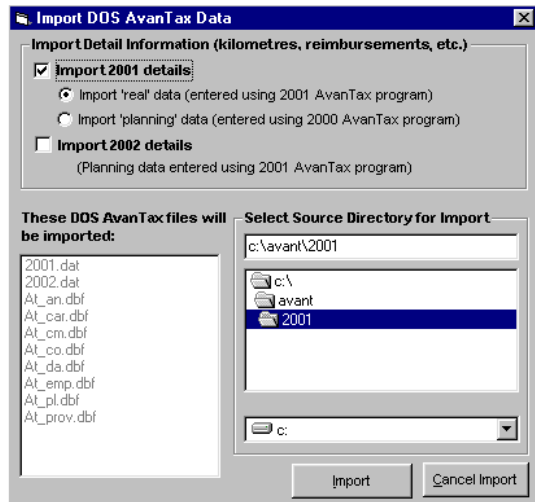 Import DOS AvanTax Data
Import Detail Information (kilometres, reimbursements, etc.)
Import 2001 details
Import 'real' data (entered using 2001 AvanTax program)
Import 'planning' data (entered using 2000 AvanTax program)
Import 2002 details
(Planning data entered using 2001 AvanTax program)
These DOS AvanTax files will
be imported:
2001.dat
2002.dat
At_an.dbf
At_car.dbf
At_cm.dbf
At_co.dbf
At_da.dbf
At_emp.dbf
At_pl.dbf
At_prov.dbf
Select Source Directory for Import
c:\avant\2001
c:\
avant
2001
c:
Import
Cancel Import